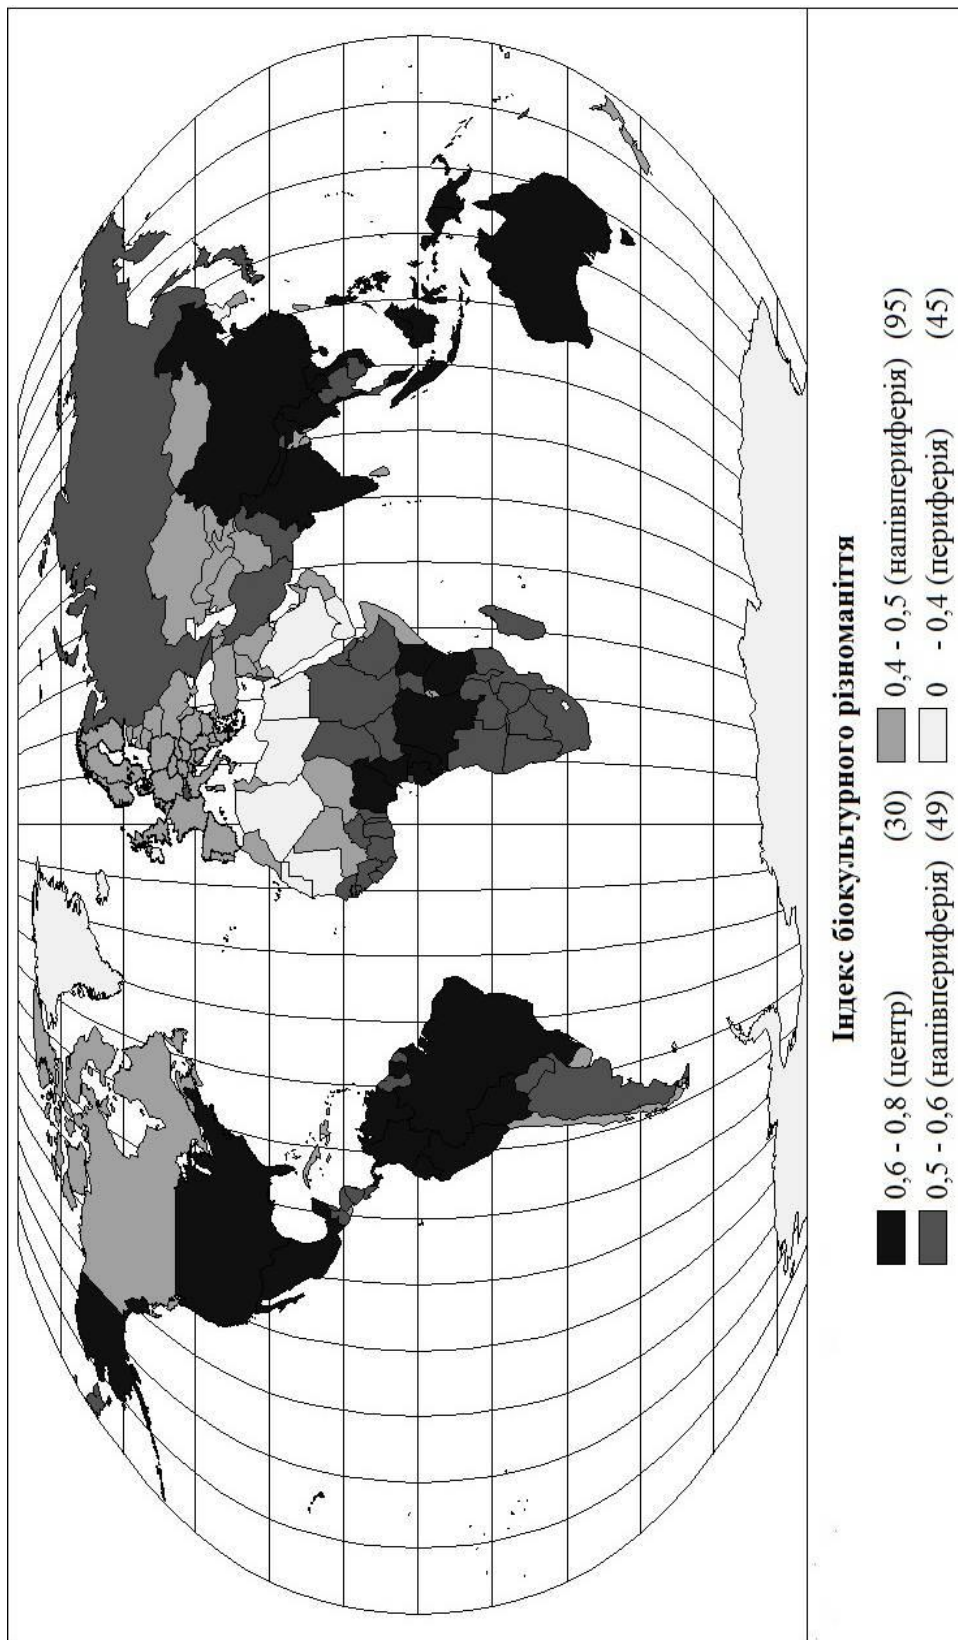 Індекс біокультурного різноманіття
0,6 - 0,8 (центр) (30) 0,4 - 0,5 (напівпериферія) (95)
0,5 - 0,6 (напівпериферія) (49) 0 - 0,4 (периферія) (45)